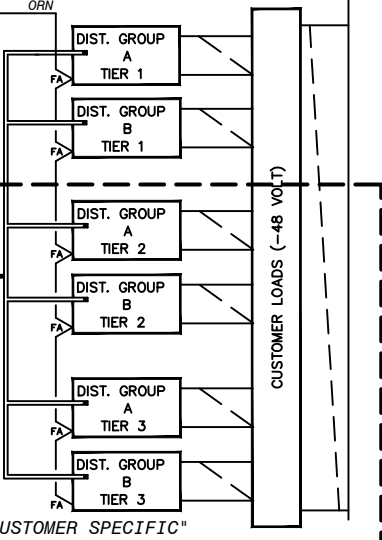 ORN
DIST. GROUP
A
TIER 1
FA
DIST. GROUP
B
TIER 1
FA
DIST. GROUP
A
TIER 2
FA
DIST. GROUP
B
TIER 2
FA
DIST. GROUP
A
TIER 3
FA
DIST. GROUP
B
TIER 3
FA
CUSTOMER LOADS (-48 VOLT)
USTOMER SPECIFIC"